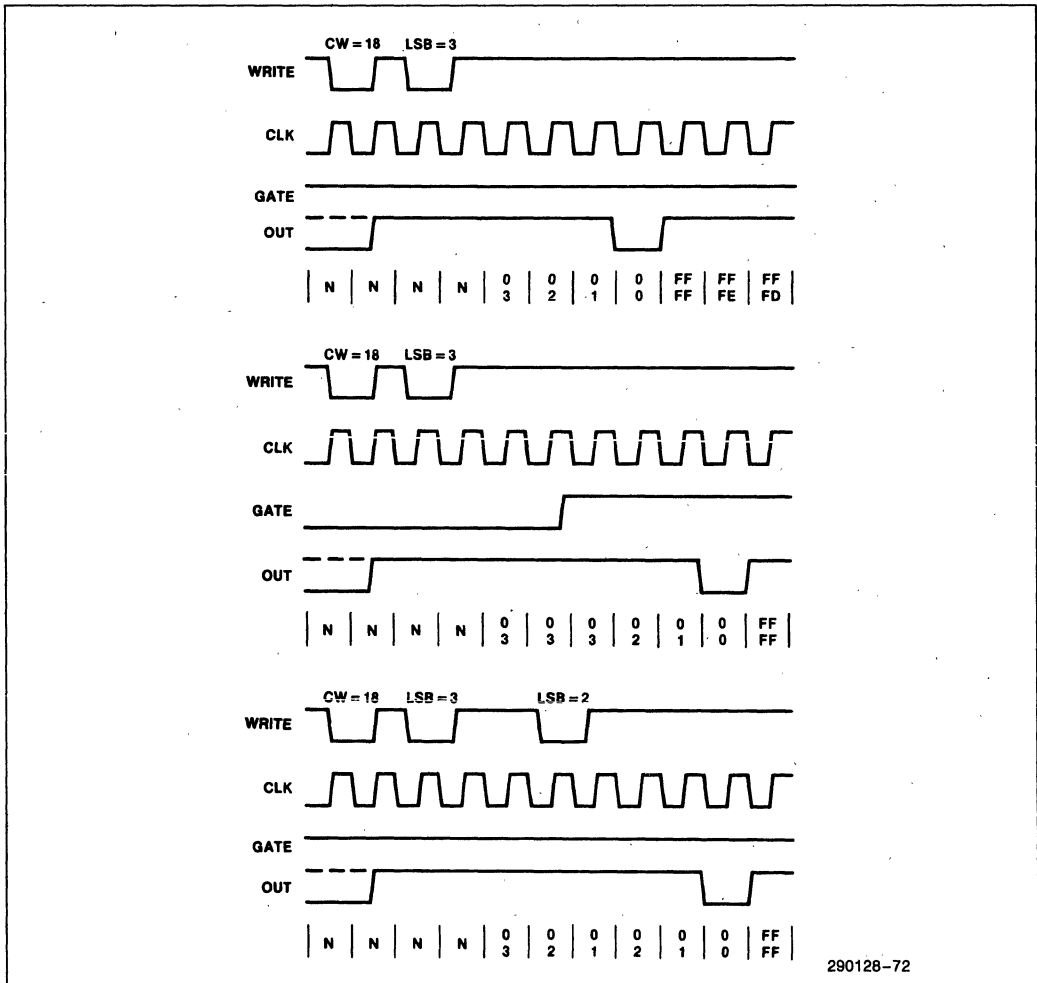 CW = 18 LSB = 3
WRITE
CLK
GATE
OUT
N N N N 0 0 0 0 FF FF FF
3 2 1 0 FF FE FD
CW = 18 LSB = 3
WRITE
CLK
GATE
OUT
N N N N 0 0 0 0 0 0 FF
3 3 3 2 1 0 FF
CW = 18 LSB = 3 LSB = 2
WRITE
CLK
GATE
OUT
N N N N 0 0 0 0 0 0 FF
3 2 1 2 1 0 FF
290128-72